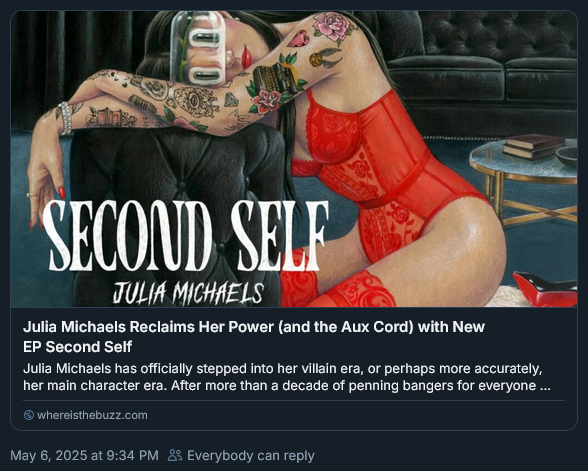 SECOND SELF
JULIA MICHAELS
Julia Michaels Reclaims Her Power (and the Aux Cord) with New
EP Second Self
Julia Michaels has officially stepped into her villain era, or perhaps more accurately,
her main character era. After more than a decade of penning bangers for everyone ...
whereisthebuzz.com
May 6, 2025 at 9:34 PM Everybody can reply